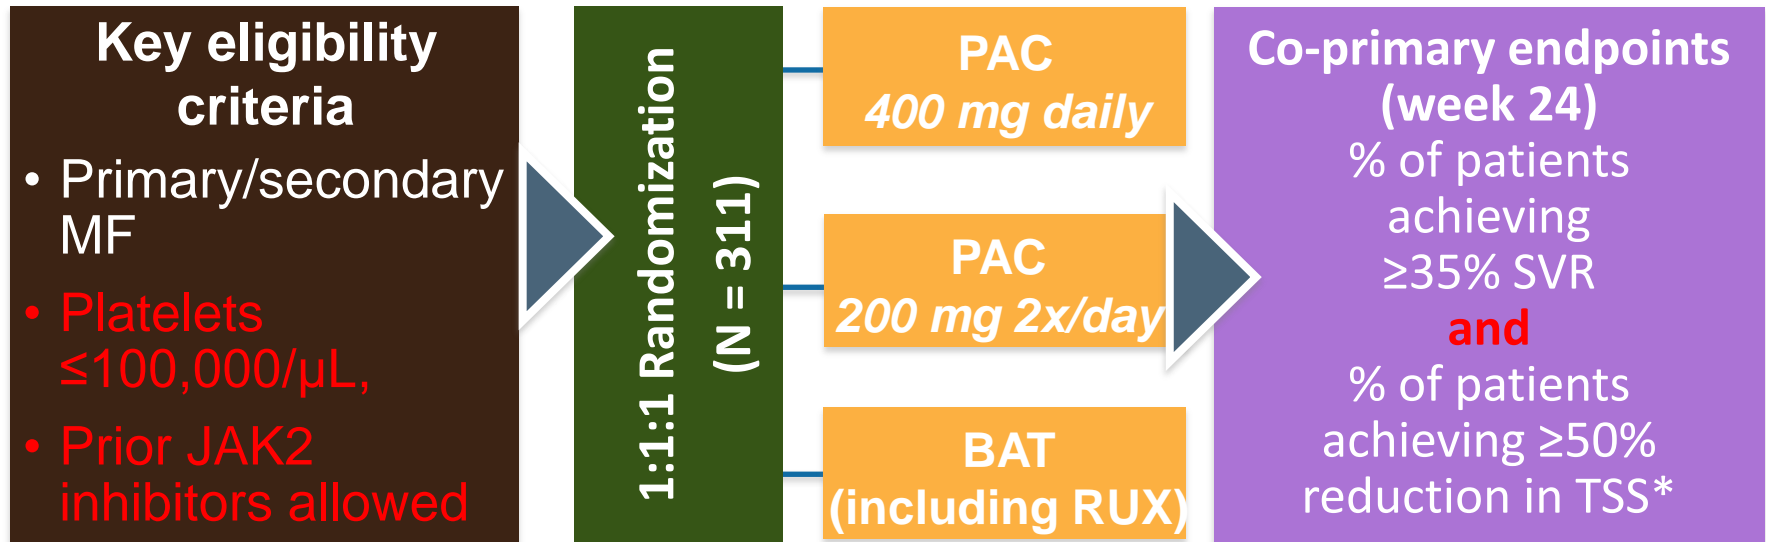 Key eligibility
criteria
• Primary/secondary
MF
• Platelets
≤100,000/µL,
• Prior JAK2
inhibitors allowed
1:1:1 Randomization
(N = 311)
PAC
400 mg daily
PAC
200 mg 2x/day
BAT
(including RUX)
Co-primary endpoints
(week 24)
% of patients
achieving
≥35% SVR
and
% of patients
achieving ≥50%
reduction in TSS*